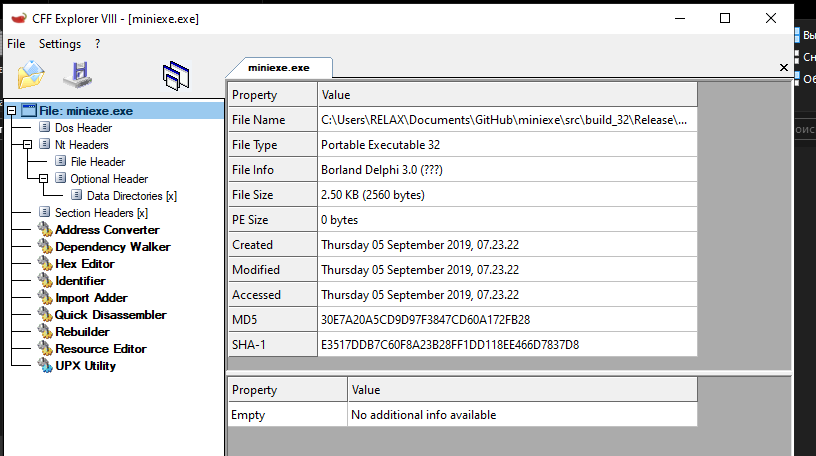 CFF Explorer VIII - [miniexe.exe]
File Settings ?
miniexe.exe
File: miniexe.exe
Dos Header
Nt Headers
File Header
Optional Header
Data Directories [x]
Section Headers [x]
Address Converter
Dependency Walker
Hex Editor
Identifier
Import Adder
Quick Disassembler
Rebuilder
Resource Editor
UPX Utility
Property Value
File Name C:\Users\RELAX\Documents\GitHub\miniexe\src\build_32\Release\...
File Type Portable Executable 32
File Info Borland Delphi 3.0 (???)
File Size 2.50 KB (2560 bytes)
PE Size 0 bytes
Created Thursday 05 September 2019, 07.23.22
Modified Thursday 05 September 2019, 07.23.22
Accessed Thursday 05 September 2019, 07.23.22
MD5 30E7A20A5CD9D97F3847CD60A172FB28
SHA-1 E3517DDB7C60F8A23B28FF1DD118EE466D7837D8
Property Value
Empty No additional info available